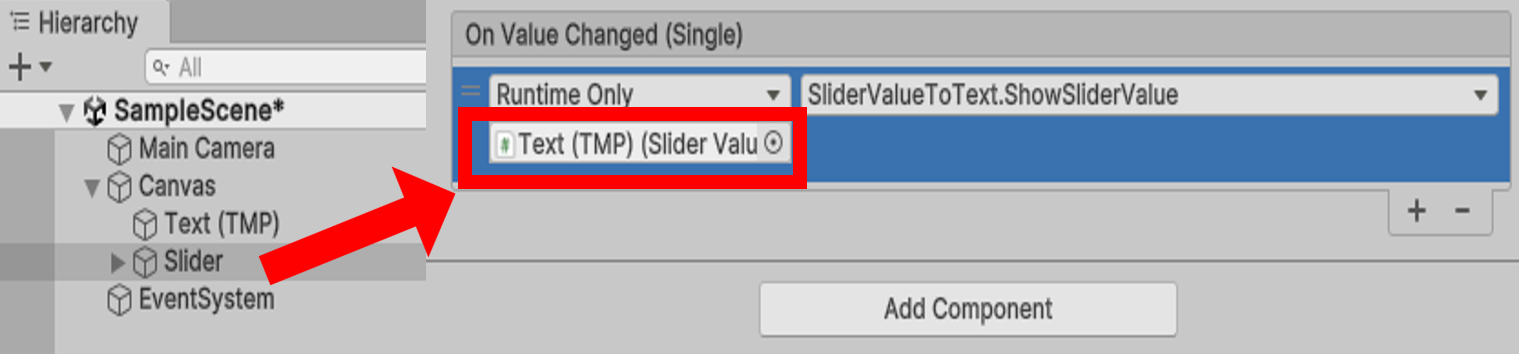 Hierarchy
All
SampleScene*
Main Camera
Canvas
Text (TMP)
Slider
EventSystem
On Value Changed (Single)
Runtime Only
SliderValueToText.ShowSliderValue
# Text (TMP) (Slider Valu
+ -
Add Component